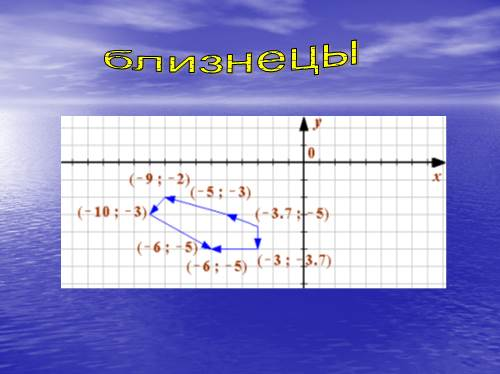 близнецы
y
0
x
(-9 ; -2)
(-5 ; -3)
(-10 ; -3)
(-3.7 ; -5)
(-6 ; -5)
(-3 ; -3.7)
(-6 ; -5)